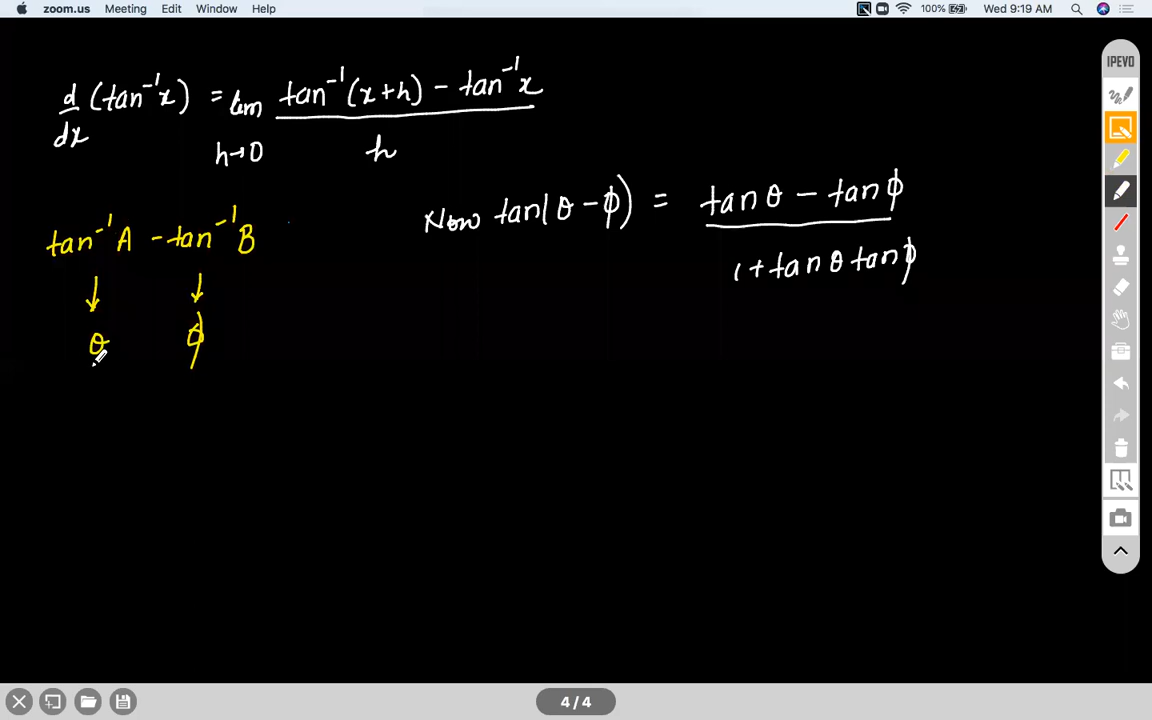 zoom.us Meeting Edit Window Help 100% Wed 9:19 AM
IPEVO
d/dx (tan⁻¹x) = lim h→0 tan⁻¹(x+h) − tan⁻¹x / h
Now tan(θ − ϕ) = tanθ − tanϕ / 1 + tanθ tanϕ
tan⁻¹A − tan⁻¹B
↓ ↓
θ ϕ
4/4